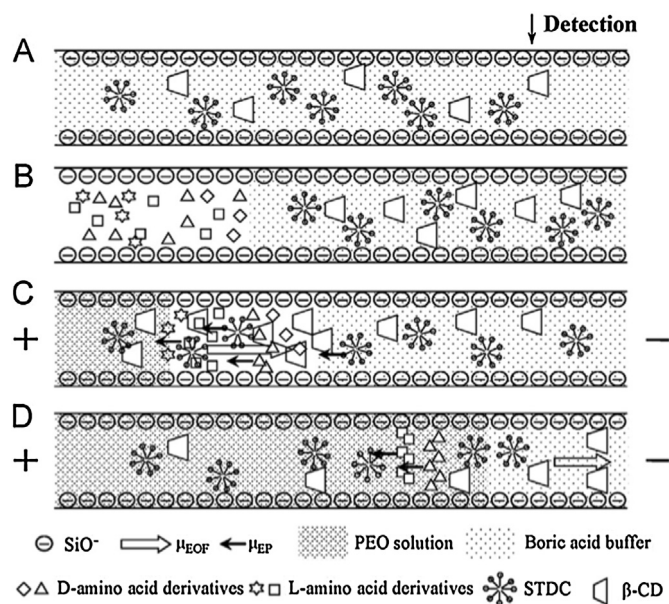 Detection
A
B
C
+ −
D
+ −
SiO⁻ μEOF μEP PEO solution Boric acid buffer
D-amino acid derivatives L-amino acid derivatives STDC β-CD